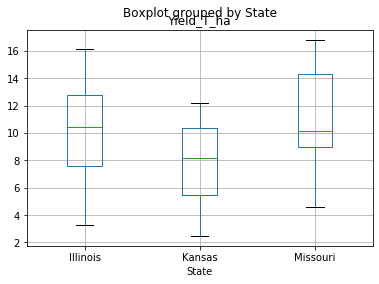 Boxplot grouped by State
Yield_T_ha
16
14
12
10
8
6
4
2
Illinois Kansas Missouri
State